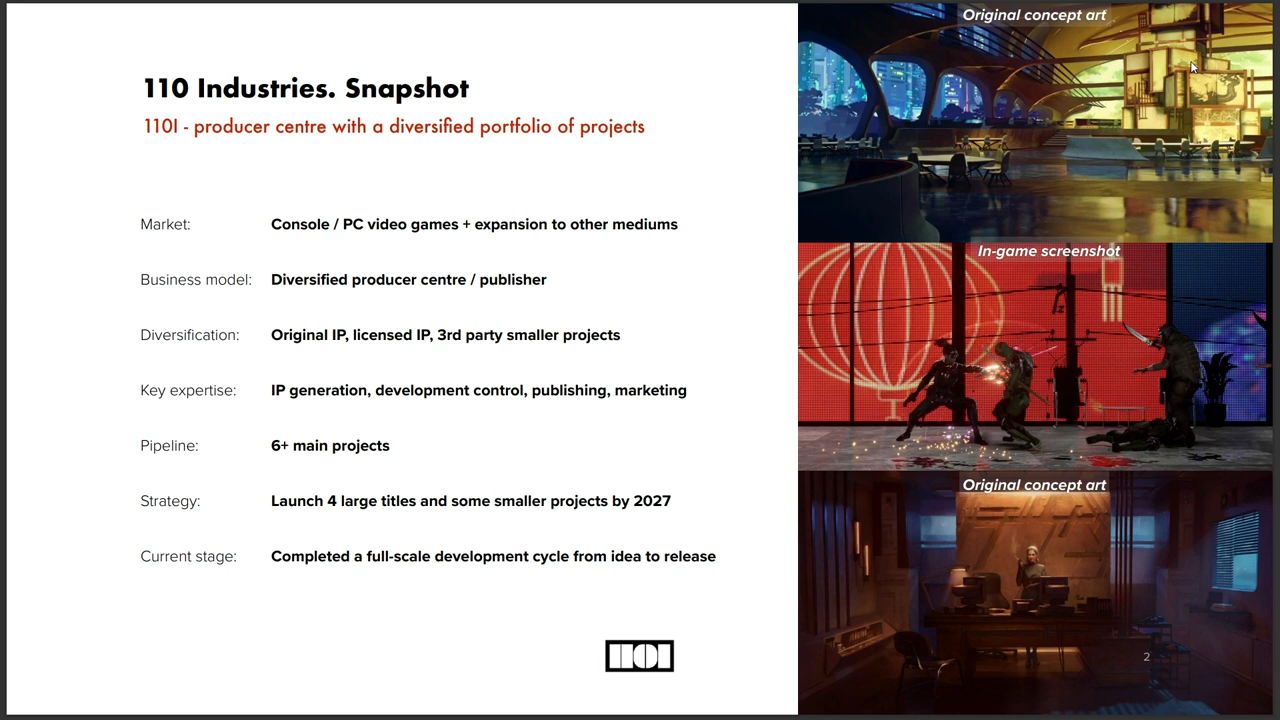 110 Industries. Snapshot
110I - producer centre with a diversified portfolio of projects
Market: Console / PC video games + expansion to other mediums
Business model: Diversified producer centre / publisher
Diversification: Original IP, licensed IP, 3rd party smaller projects
Key expertise: IP generation, development control, publishing, marketing
Pipeline: 6+ main projects
Strategy: Launch 4 large titles and some smaller projects by 2027
Current stage: Completed a full-scale development cycle from idea to release
110I
Original concept art
In-game screenshot
Original concept art
2